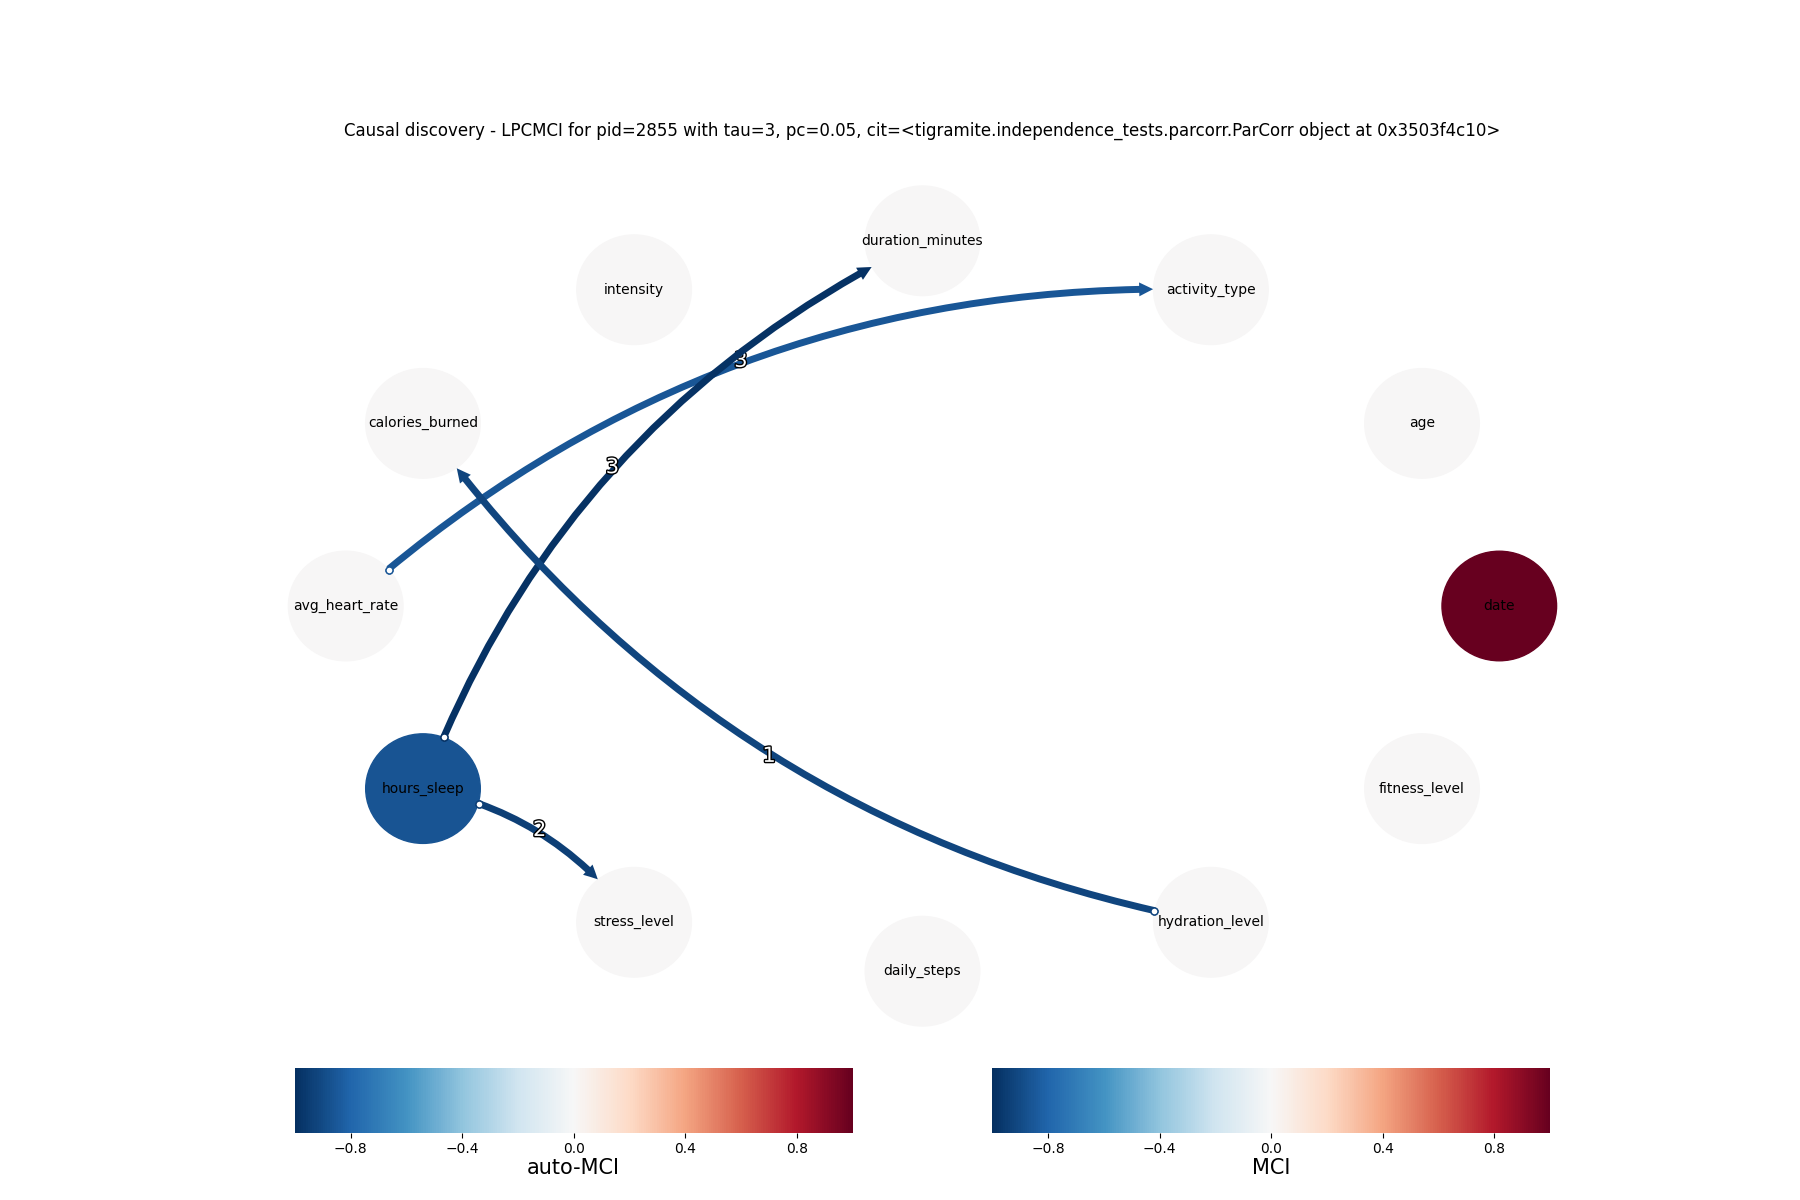 Causal discovery - LPCMCI for pid=2855 with tau=3, pc=0.05, cit=<tigramite.independence_tests.parcorr.ParCorr object at 0x3503f4c10>
duration_minutes
intensity
activity_type
3
calories_burned
age
3
avg_heart_rate
date
1
hours_sleep
fitness_level
2
stress_level
hydration_level
daily_steps
−0.8 −0.4 0.0 0.4 0.8
auto-MCI
−0.8 −0.4 0.0 0.4 0.8
MCI